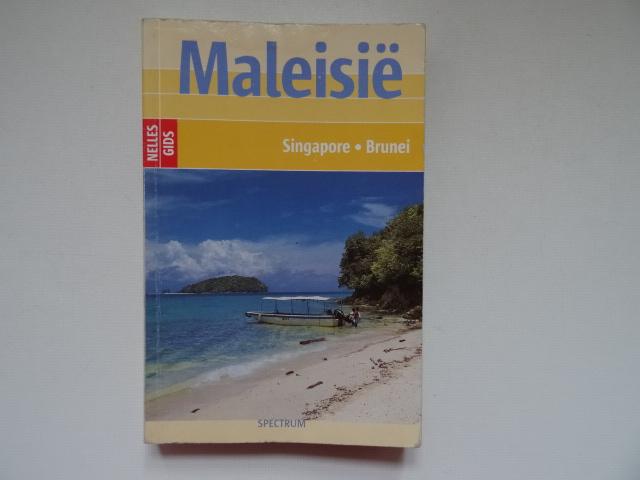 Maleisië
NELLES
GIDS
Singapore • Brunei
SPECTRUM